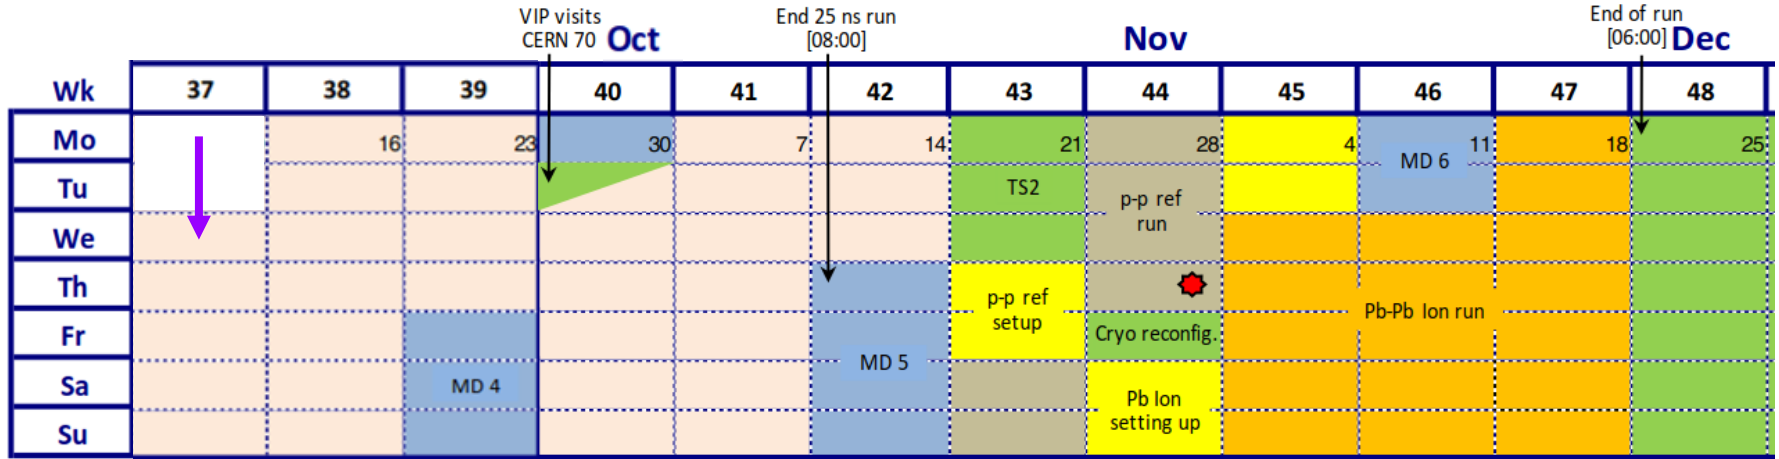 VIP visits
CERN 70
Oct
End 25 ns run
[08:00]
Nov
End of run
[06:00]
Dec
Wk 37 38 39 40 41 42 43 44 45 46 47 48
Mo 16 23 30 7 14 21 28 4 11 18 25
MD 6
Tu
TS2
p-p ref
run
We
Th
p-p ref
setup
Pb-Pb Ion run
Fr
Cryo reconfig.
MD 5
Sa
MD 4
Pb Ion
setting up
Su